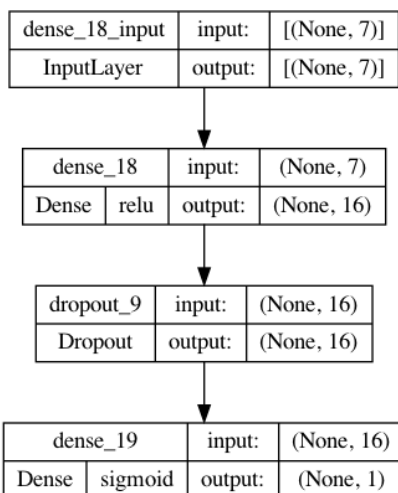 dense_18_input input: [(None, 7)]
InputLayer output: [(None, 7)]
dense_18 input: (None, 7)
Dense relu output: (None, 16)
dropout_9 input: (None, 16)
Dropout output: (None, 16)
dense_19 input: (None, 16)
Dense sigmoid output: (None, 1)